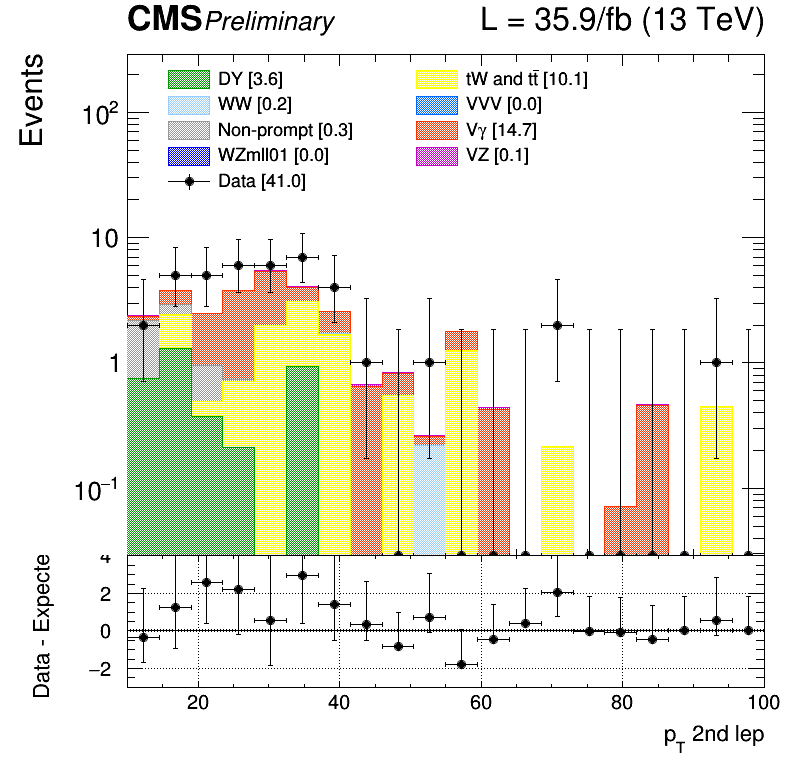 CMS Preliminary L = 35.9/fb (13 TeV)
Events
10²
10
1
10⁻¹
DY [3.6]
WW [0.2]
Non-prompt [0.3]
WZmll01 [0.0]
Data [41.0]
tW and tt̄ [10.1]
VVV [0.0]
Vγ [14.7]
VZ [0.1]
Data - Expecte
4
2
0
−2
20 40 60 80 100
p_T 2nd lep